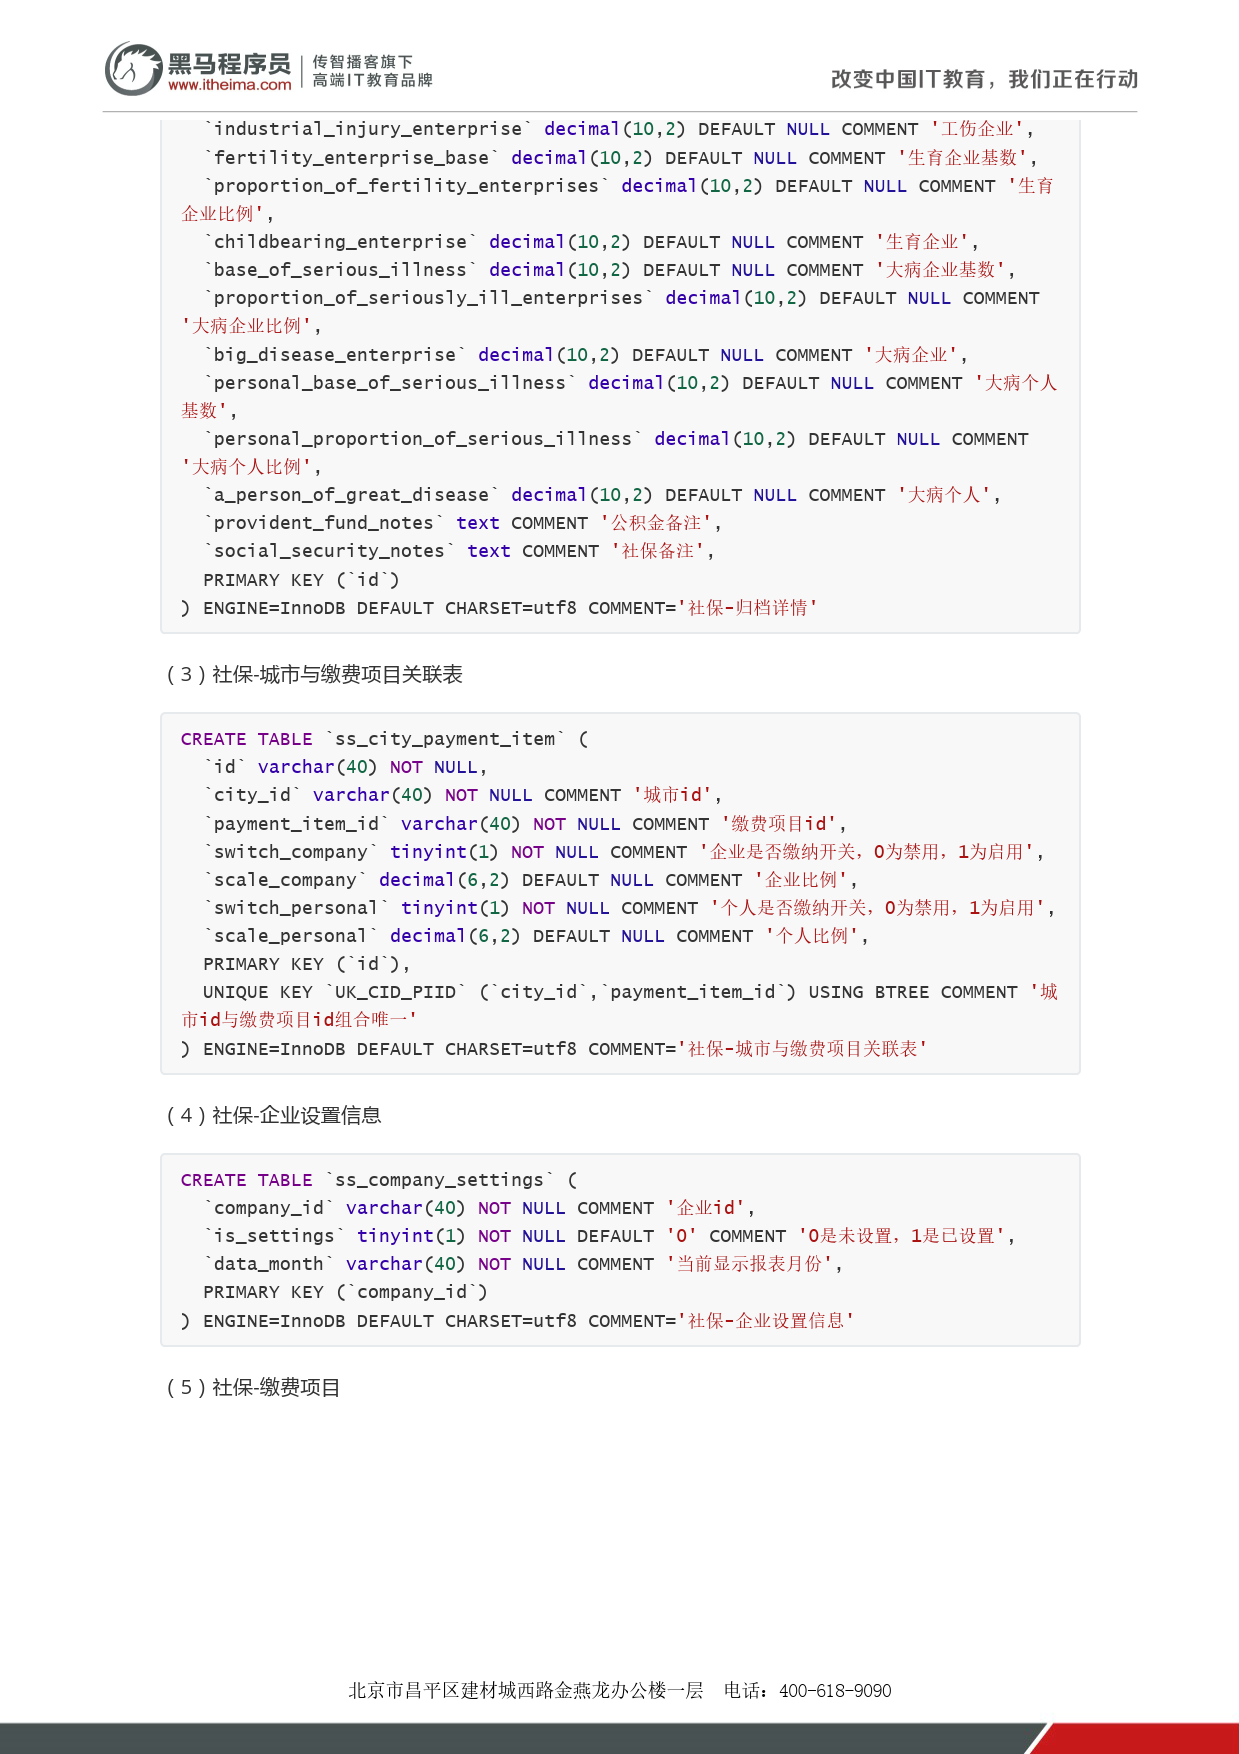 黑马程序员
www.itheima.com
传智播客旗下
高端IT教育品牌
改变中国IT教育，我们正在行动
`industrial_injury_enterprise` decimal(10,2) DEFAULT NULL COMMENT '工伤企业',
`fertility_enterprise_base` decimal(10,2) DEFAULT NULL COMMENT '生育企业基数',
`proportion_of_fertility_enterprises` decimal(10,2) DEFAULT NULL COMMENT '生育
企业比例',
`childbearing_enterprise` decimal(10,2) DEFAULT NULL COMMENT '生育企业',
`base_of_serious_illness` decimal(10,2) DEFAULT NULL COMMENT '大病企业基数',
`proportion_of_seriously_ill_enterprises` decimal(10,2) DEFAULT NULL COMMENT
'大病企业比例',
`big_disease_enterprise` decimal(10,2) DEFAULT NULL COMMENT '大病企业',
`personal_base_of_serious_illness` decimal(10,2) DEFAULT NULL COMMENT '大病个人
基数',
`personal_proportion_of_serious_illness` decimal(10,2) DEFAULT NULL COMMENT
'大病个人比例',
`a_person_of_great_disease` decimal(10,2) DEFAULT NULL COMMENT '大病个人',
`provident_fund_notes` text COMMENT '公积金备注',
`social_security_notes` text COMMENT '社保备注',
PRIMARY KEY (`id`)
) ENGINE=InnoDB DEFAULT CHARSET=utf8 COMMENT='社保-归档详情'
（3）社保-城市与缴费项目关联表
CREATE TABLE `ss_city_payment_item` (
`id` varchar(40) NOT NULL,
`city_id` varchar(40) NOT NULL COMMENT '城市id',
`payment_item_id` varchar(40) NOT NULL COMMENT '缴费项目id',
`switch_company` tinyint(1) NOT NULL COMMENT '企业是否缴纳开关，0为禁用，1为启用',
`scale_company` decimal(6,2) DEFAULT NULL COMMENT '企业比例',
`switch_personal` tinyint(1) NOT NULL COMMENT '个人是否缴纳开关，0为禁用，1为启用',
`scale_personal` decimal(6,2) DEFAULT NULL COMMENT '个人比例',
PRIMARY KEY (`id`),
UNIQUE KEY `UK_CID_PIID` (`city_id`,`payment_item_id`) USING BTREE COMMENT '城
市id与缴费项目id组合唯一'
) ENGINE=InnoDB DEFAULT CHARSET=utf8 COMMENT='社保-城市与缴费项目关联表'
（4）社保-企业设置信息
CREATE TABLE `ss_company_settings` (
`company_id` varchar(40) NOT NULL COMMENT '企业id',
`is_settings` tinyint(1) NOT NULL DEFAULT '0' COMMENT '0是未设置，1是已设置',
`data_month` varchar(40) NOT NULL COMMENT '当前显示报表月份',
PRIMARY KEY (`company_id`)
) ENGINE=InnoDB DEFAULT CHARSET=utf8 COMMENT='社保-企业设置信息'
（5）社保-缴费项目
北京市昌平区建材城西路金燕龙办公楼一层 电话：400-618-9090